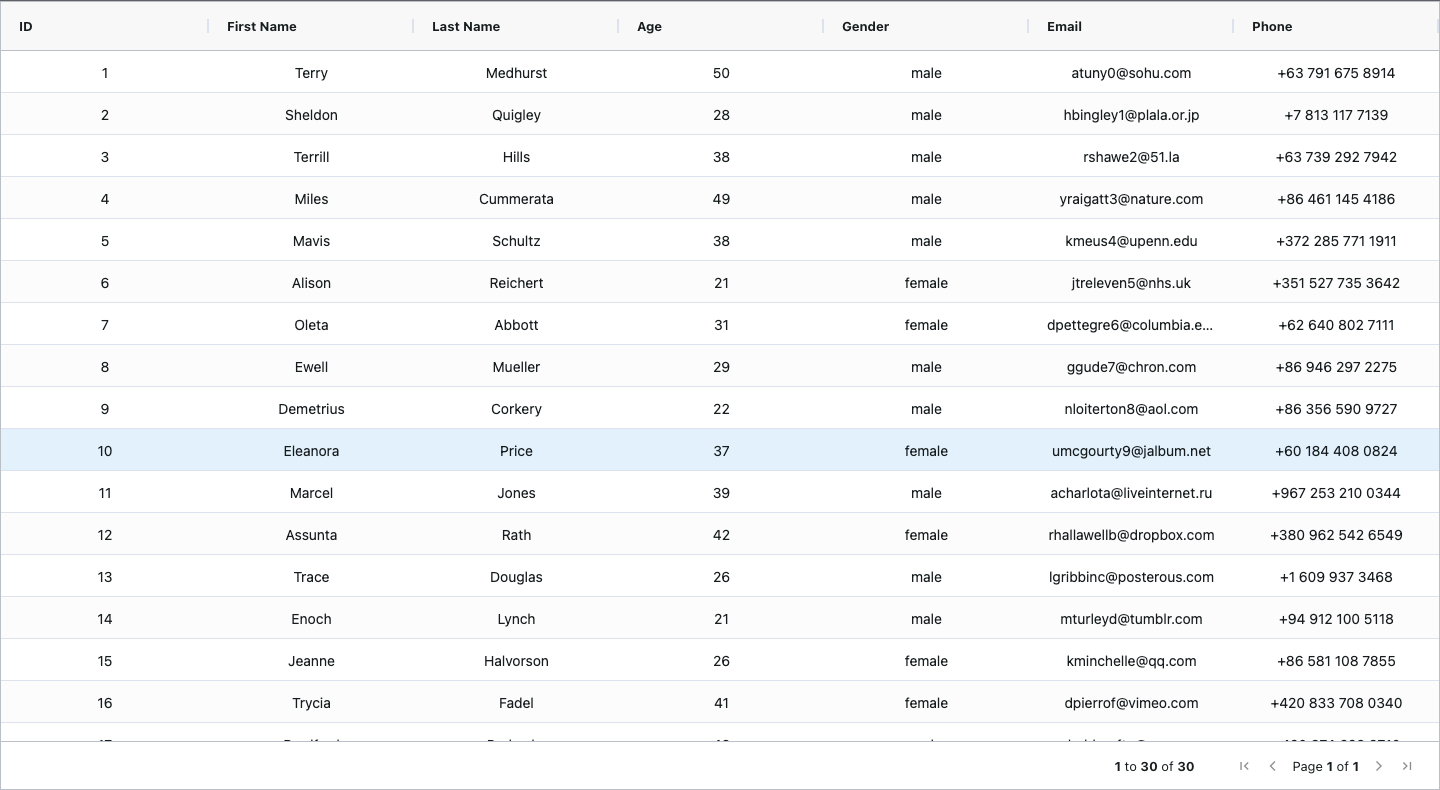 ID First Name Last Name Age Gender Email Phone
1 Terry Medhurst 50 male atuny0@sohu.com +63 791 675 8914
2 Sheldon Quigley 28 male hbingley1@plala.or.jp +7 813 117 7139
3 Terrill Hills 38 male rshawe2@51.la +63 739 292 7942
4 Miles Cummerata 49 male yraigatt3@nature.com +86 461 145 4186
5 Mavis Schultz 38 male kmeus4@upenn.edu +372 285 771 1911
6 Alison Reichert 21 female jtreleven5@nhs.uk +351 527 735 3642
7 Oleta Abbott 31 female dpettegre6@columbia.e... +62 640 802 7111
8 Ewell Mueller 29 male ggude7@chron.com +86 946 297 2275
9 Demetrius Corkery 22 male nloiterton8@aol.com +86 356 590 9727
10 Eleanora Price 37 female umcgourty9@jalbum.net +60 184 408 0824
11 Marcel Jones 39 male acharlota@liveinternet.ru +967 253 210 0344
12 Assunta Rath 42 female rhallawellb@dropbox.com +380 962 542 6549
13 Trace Douglas 26 male lgribbinc@posterous.com +1 609 937 3468
14 Enoch Lynch 21 male mturleyd@tumblr.com +94 912 100 5118
15 Jeanne Halvorson 26 female kminchelle@qq.com +86 581 108 7855
16 Trycia Fadel 41 female dpierrof@vimeo.com +420 833 708 0340
1 to 30 of 30 Page 1 of 1